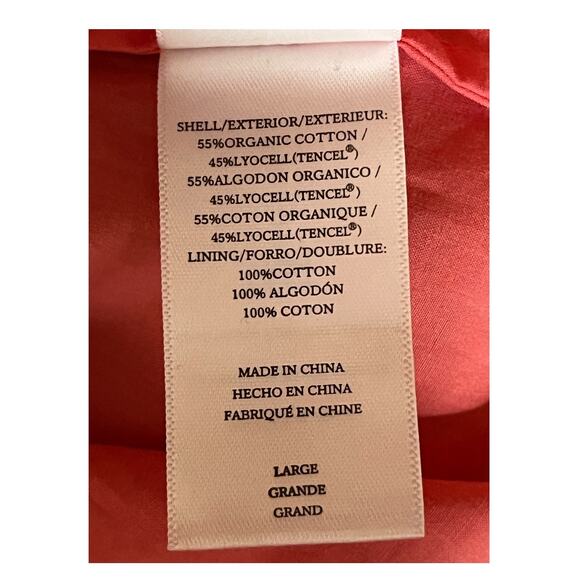 SHELL/EXTERIOR/EXTERIEUR:
55%ORGANIC COTTON /
45%LYOCELL(TENCEL®)
55%ALGODON ORGANICO /
45%LYOCELL(TENCEL®)
55%COTON ORGANIQUE /
45%LYOCELL(TENCEL®)
LINING/FORRO/DOUBLURE:
100%COTTON
100% ALGODÓN
100% COTON
MADE IN CHINA
HECHO EN CHINA
FABRIQUÉ EN CHINE
LARGE
GRANDE
GRAND